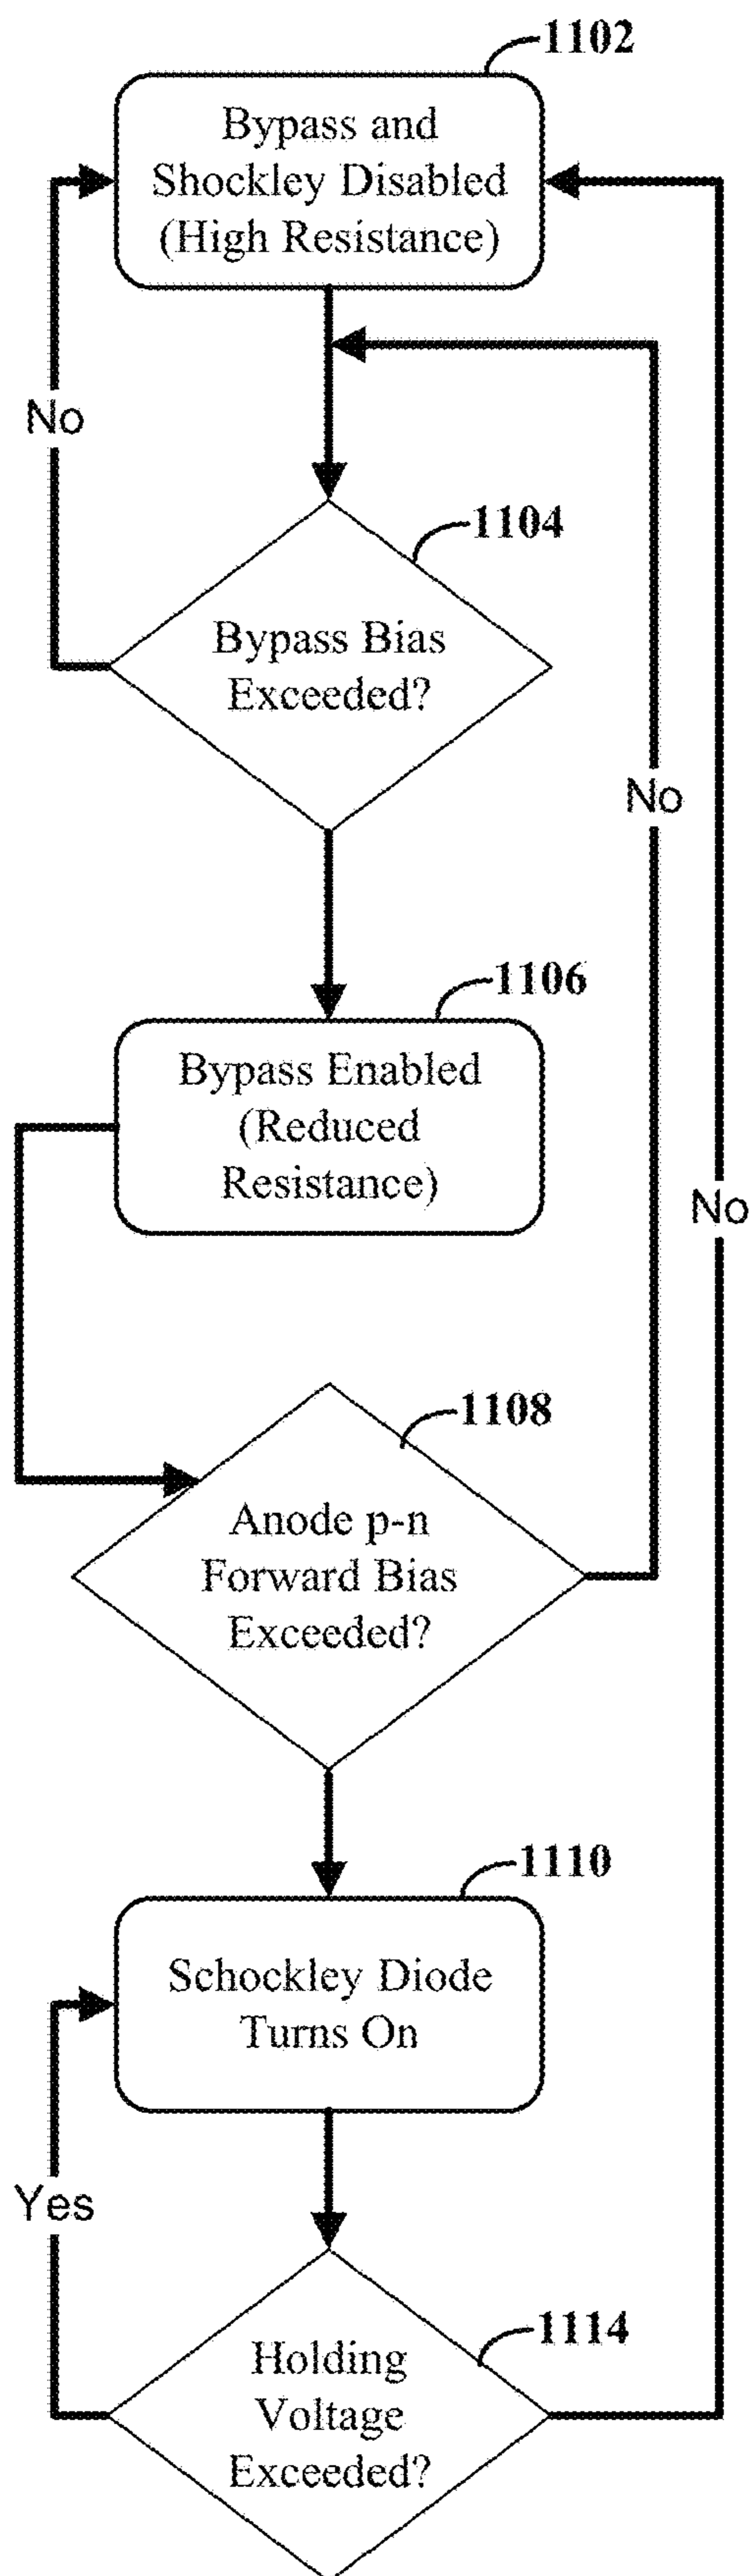 1102
Bypass and
Shockley Disabled
(High Resistance)
No
1104
Bypass Bias
Exceeded?
No
1106
Bypass Enabled
(Reduced
Resistance)
No
1108
Anode p-n
Forward Bias
Exceeded?
1110
Schockley Diode
Turns On
Yes
1114
Holding
Voltage
Exceeded?